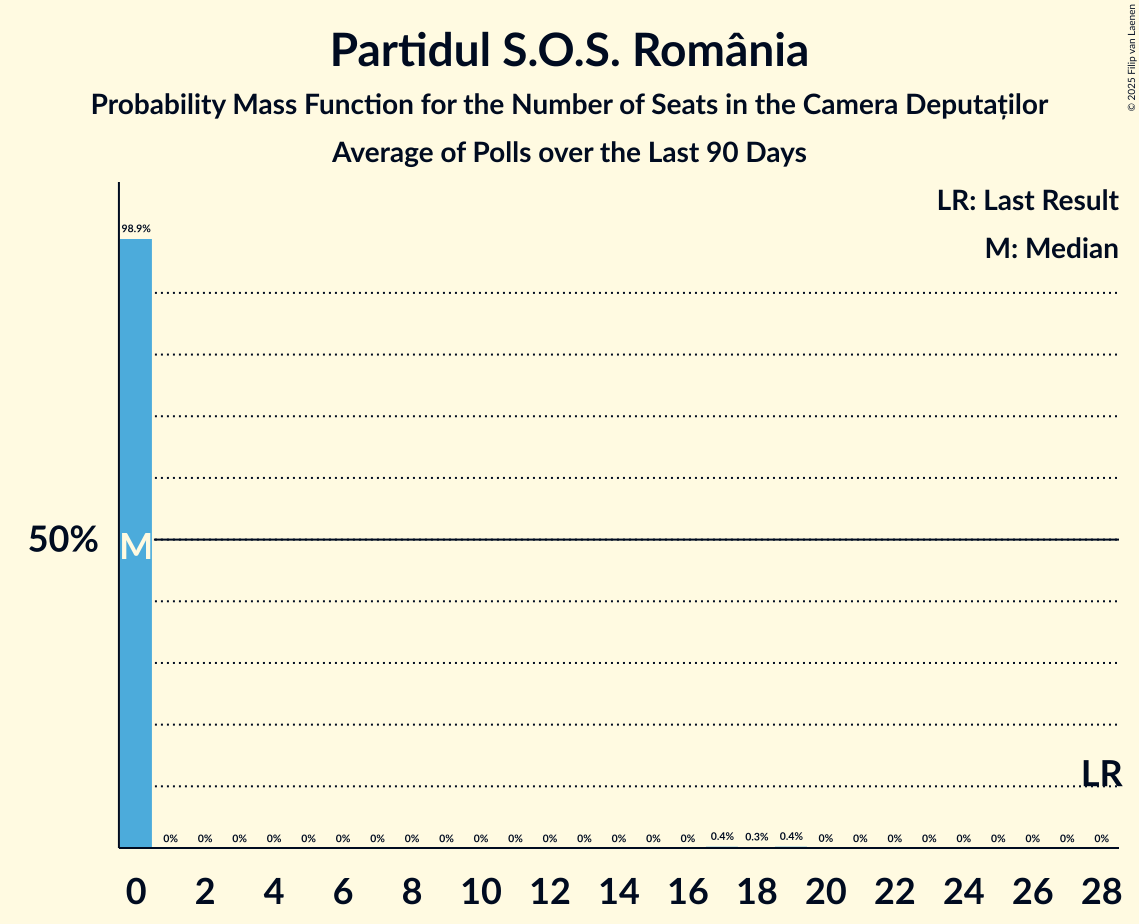 Partidul S.O.S. România
Probability Mass Function for the Number of Seats in the Camera Deputaților
Average of Polls over the Last 90 Days
© 2025 Filip van Laenen
LR: Last Result
M: Median
98.9%
50%
M
LR
0% 0% 0% 0% 0% 0% 0% 0% 0% 0% 0% 0% 0% 0% 0% 0% 0.4% 0.3% 0.4% 0% 0% 0% 0% 0% 0% 0% 0% 0%
0 2 4 6 8 10 12 14 16 18 20 22 24 26 28